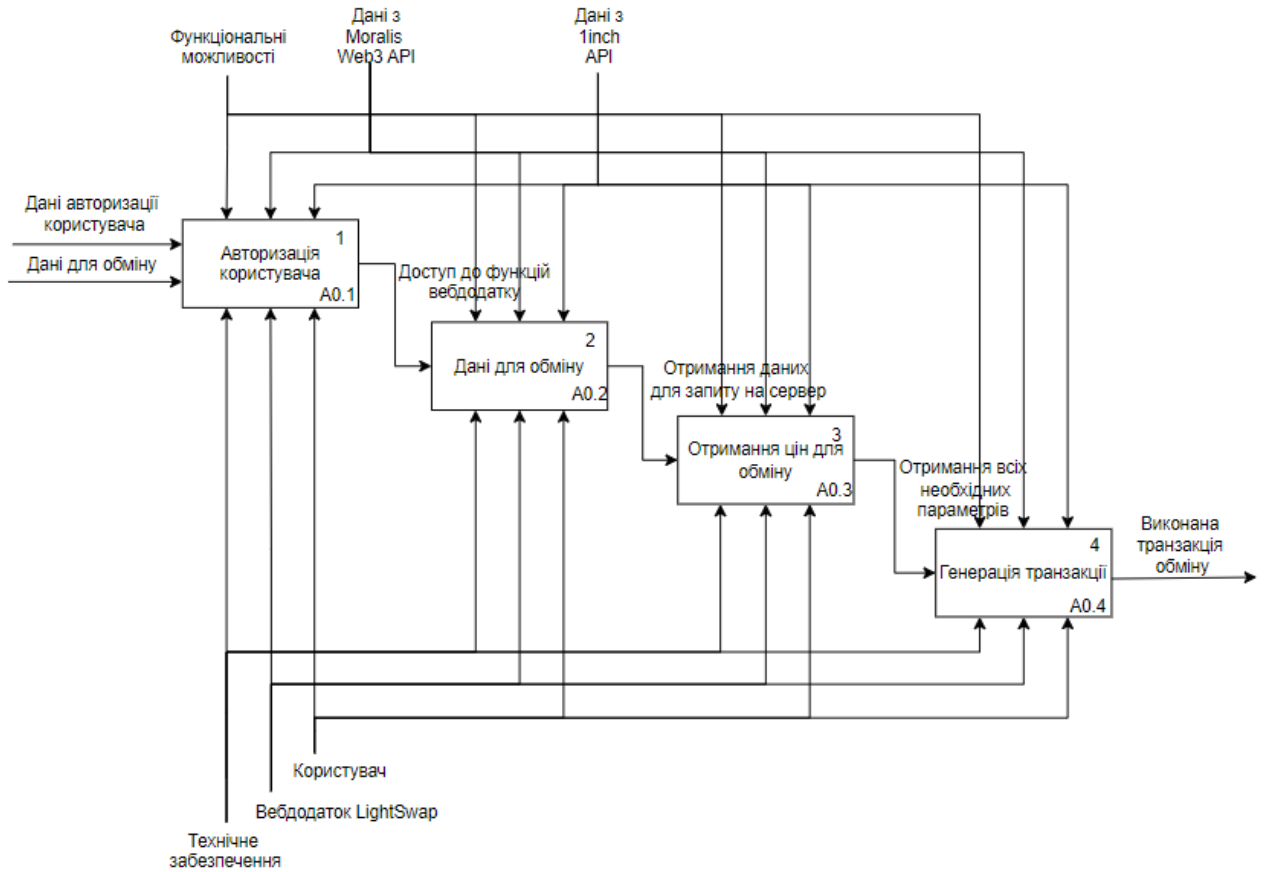 Функціональні
можливості
Дані з
Moralis
Web3 API
Дані з
1inch
API
Дані авторизації
користувача
Дані для обміну
1
Авторизація
користувача
A0.1
Доступ до функцій
вебдодатку
2
Дані для обміну
A0.2
Отримання даних
для запиту на сервер
3
Отримання цін для
обміну
A0.3
Отримання всіх
необхідних
параметрів
4
Генерація транзакції
A0.4
Виконана
транзакція
обміну
Користувач
Вебдодаток LightSwap
Технічне
забезпечення